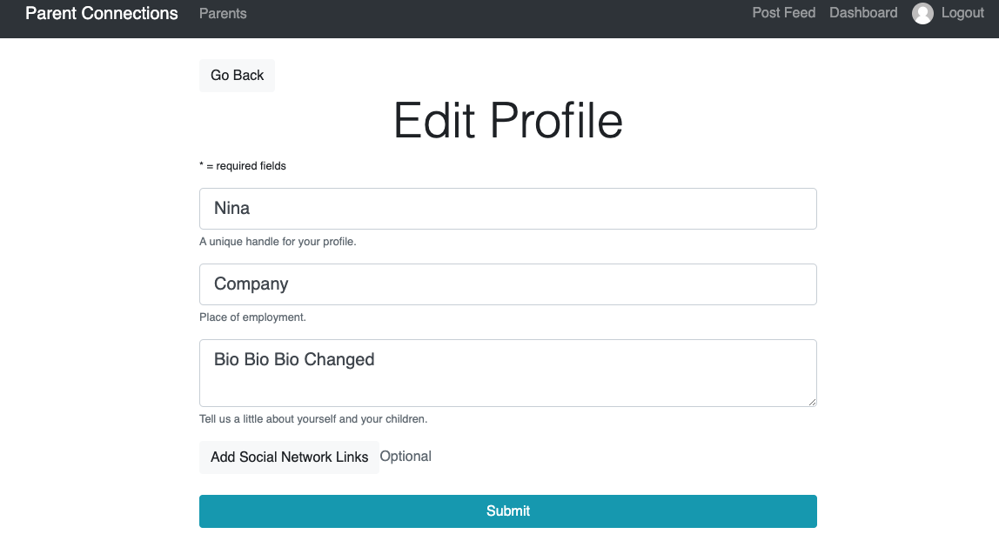 Parent Connections Parents Post Feed Dashboard Logout
Go Back
Edit Profile
* = required fields
Nina
A unique handle for your profile.
Company
Place of employment.
Bio Bio Bio Changed
Tell us a little about yourself and your children.
Add Social Network Links Optional
Submit